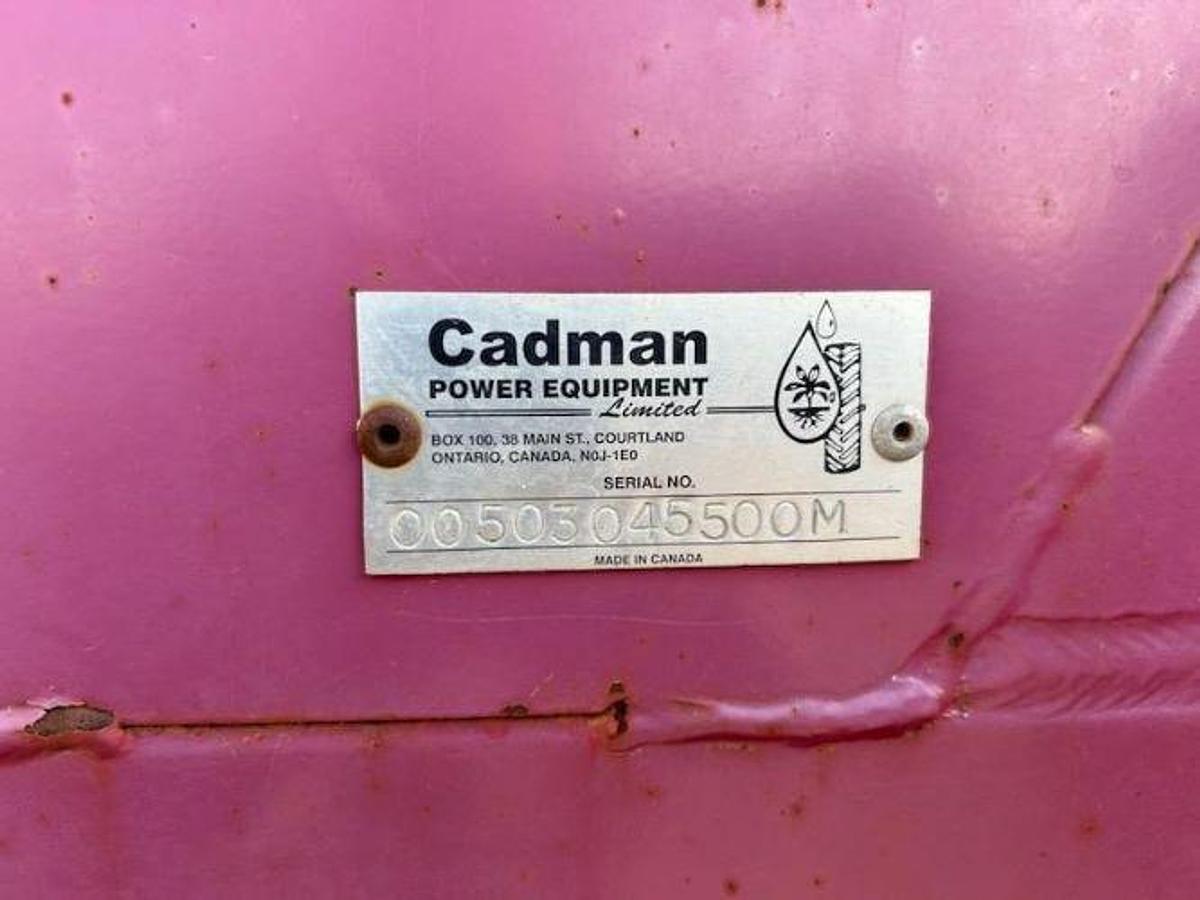 Cadman
POWER EQUIPMENT
Limited
BOX 100, 38 MAIN ST., COURTLAND
ONTARIO, CANADA, N0J-1E0
SERIAL NO.
00503045500M
MADE IN CANADA